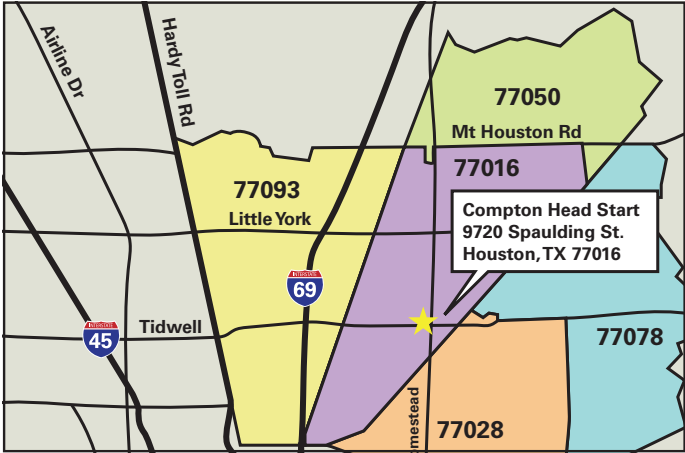 Airline Dr
Hardy Toll Rd
77050
Mt Houston Rd
77016
77093
Little York
Compton Head Start
9720 Spaulding St.
Houston, TX 77016
INTERSTATE
69
INTERSTATE
45
Tidwell
77078
omestead
77028